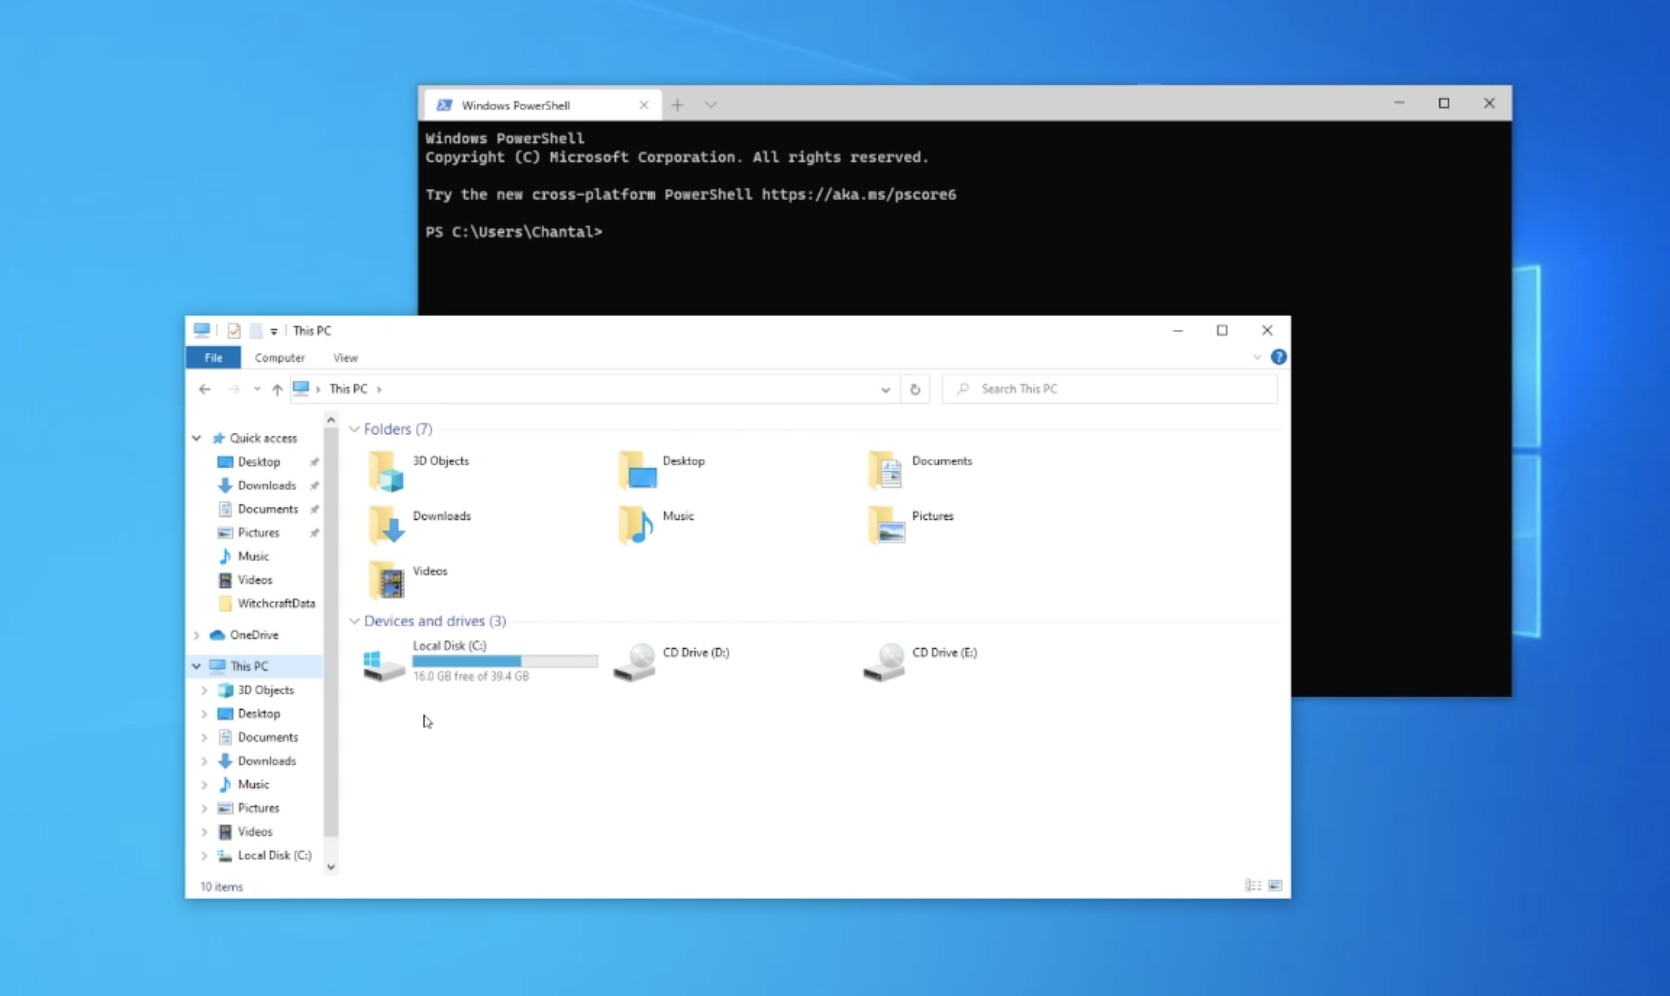 Windows PowerShell
Windows PowerShell
Copyright (C) Microsoft Corporation. All rights reserved.
Try the new cross-platform PowerShell https://aka.ms/pscore6
PS C:\Users\Chantal>
This PC
File Computer View
This PC
Search This PC
Quick access
Desktop
Downloads
Documents
Pictures
Music
Videos
WitchcraftData
OneDrive
This PC
3D Objects
Desktop
Documents
Downloads
Music
Pictures
Videos
Local Disk (C:)
Folders (7)
3D Objects
Desktop
Documents
Downloads
Music
Pictures
Videos
Devices and drives (3)
Local Disk (C:)
16.0 GB free of 39.4 GB
CD Drive (D:)
CD Drive (E:)
10 items